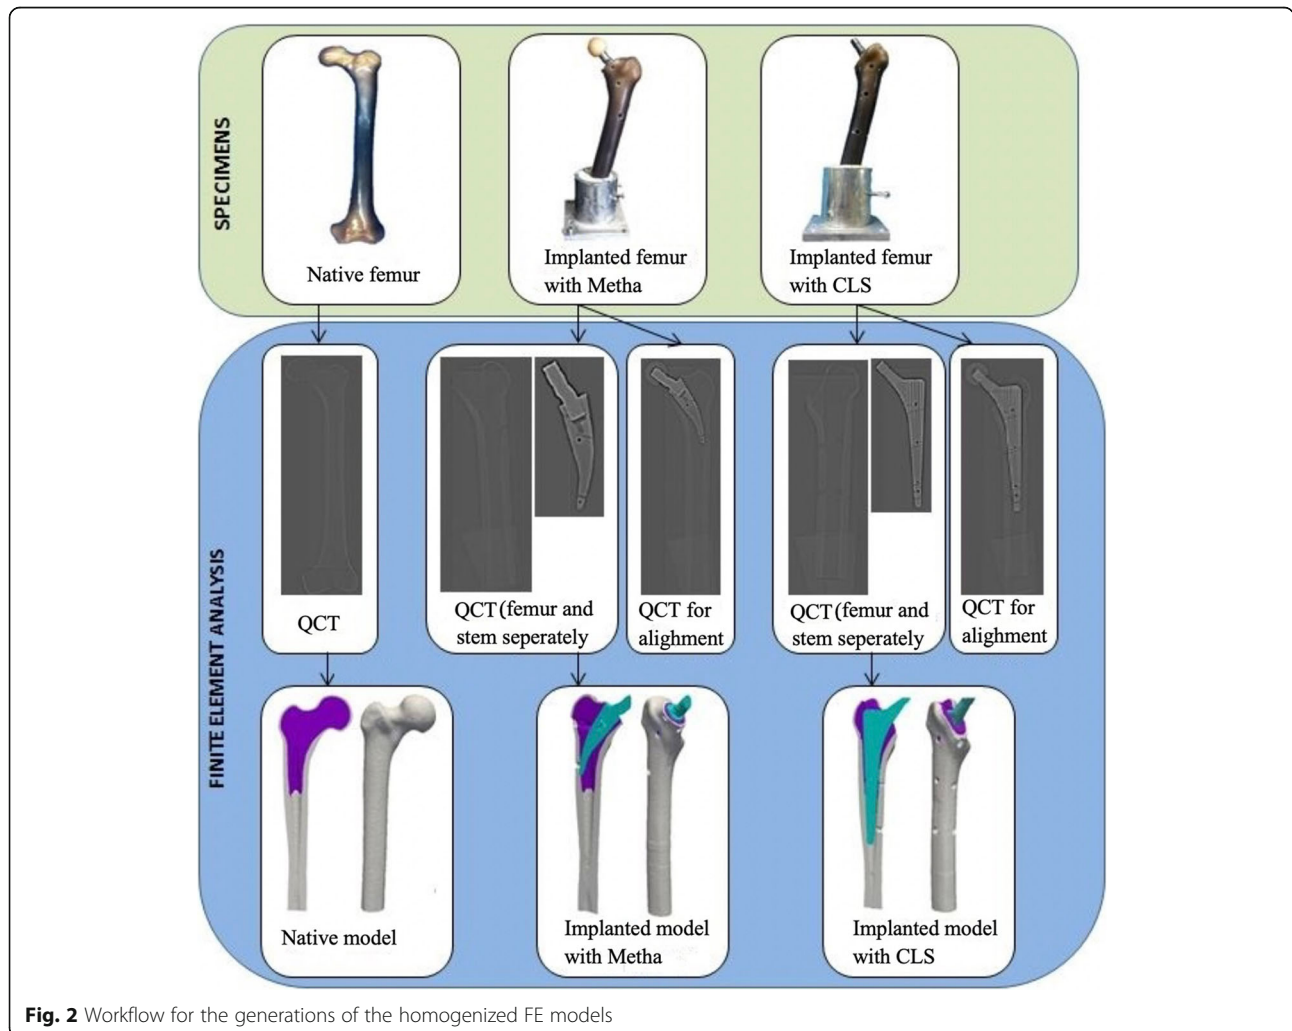 SPECIMENS
Native femur
Implanted femur
with Metha
Implanted femur
with CLS
FINITE ELEMENT ANALYSIS
QCT
QCT (femur and
stem seperately
QCT for
alighment
QCT (femur and
stem seperately
QCT for
alighment
Native model
Implanted model
with Metha
Implanted model
with CLS
Fig. 2 Workflow for the generations of the homogenized FE models